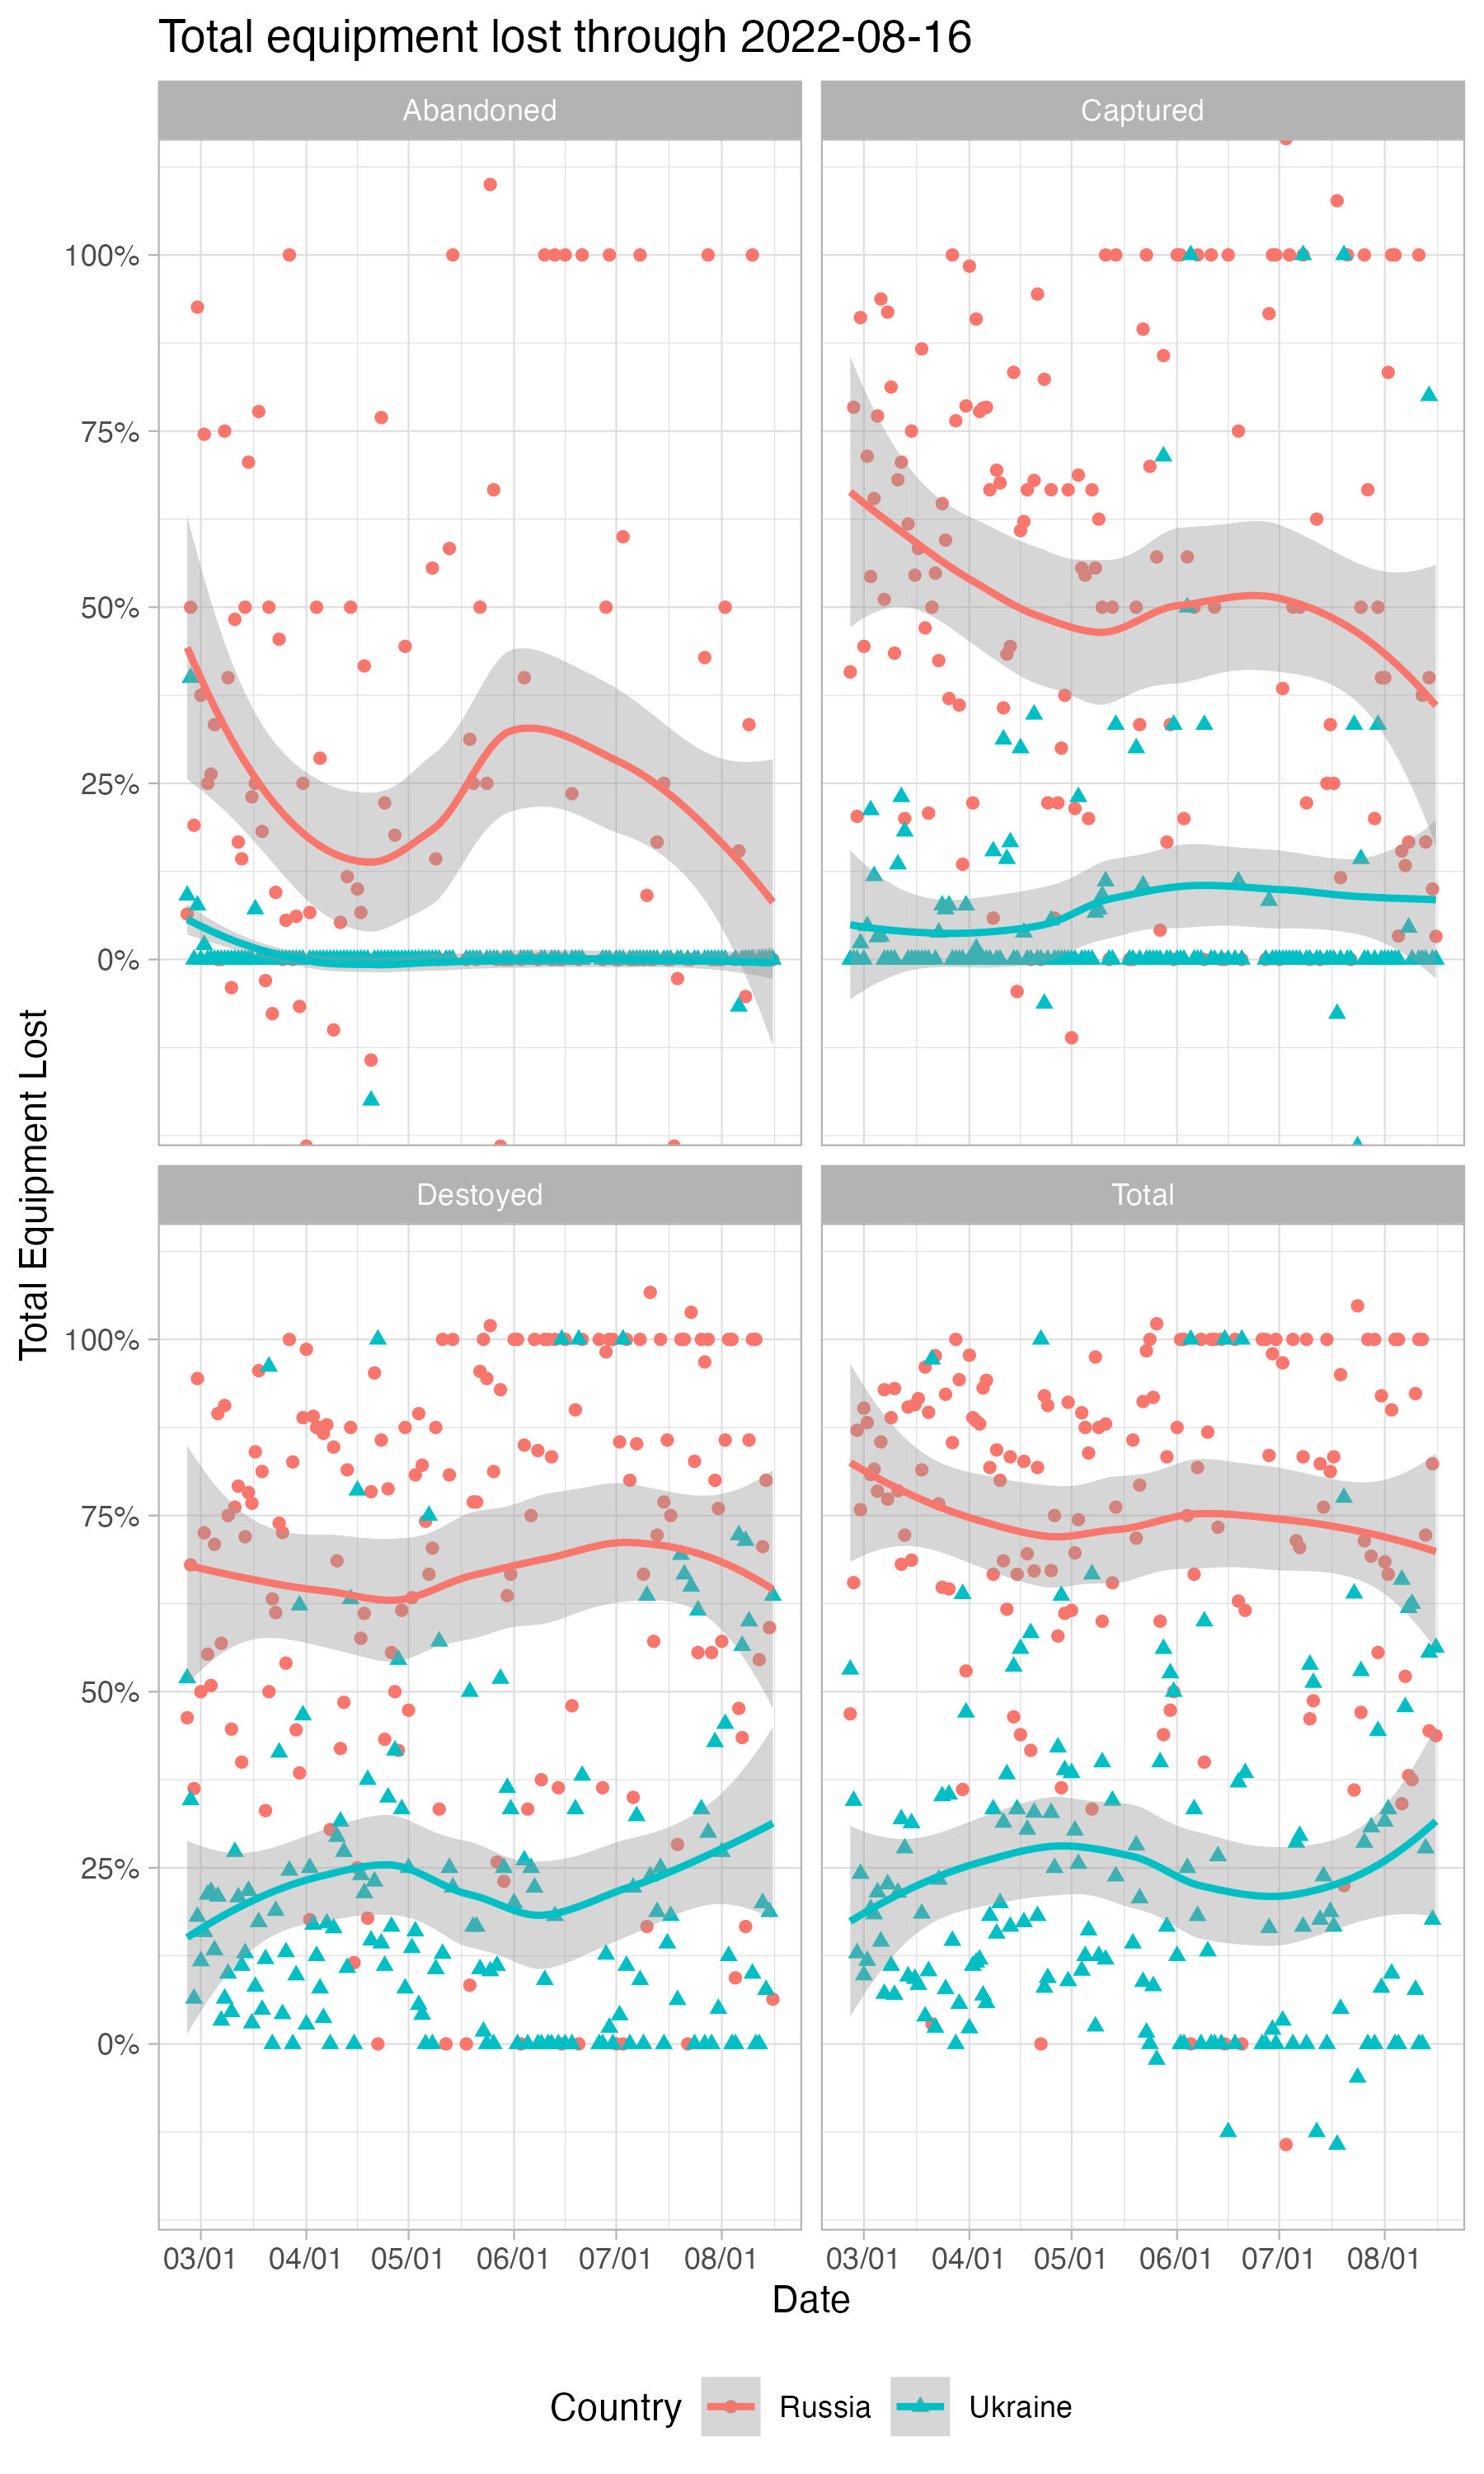 Total equipment lost through 2022-08-16
Abandoned
Captured
100%
75%
50%
25%
0%
Total Equipment Lost
Destoyed
Total
100%
75%
50%
25%
0%
03/01 04/01 05/01 06/01 07/01 08/01
03/01 04/01 05/01 06/01 07/01 08/01
Date
Country Russia Ukraine